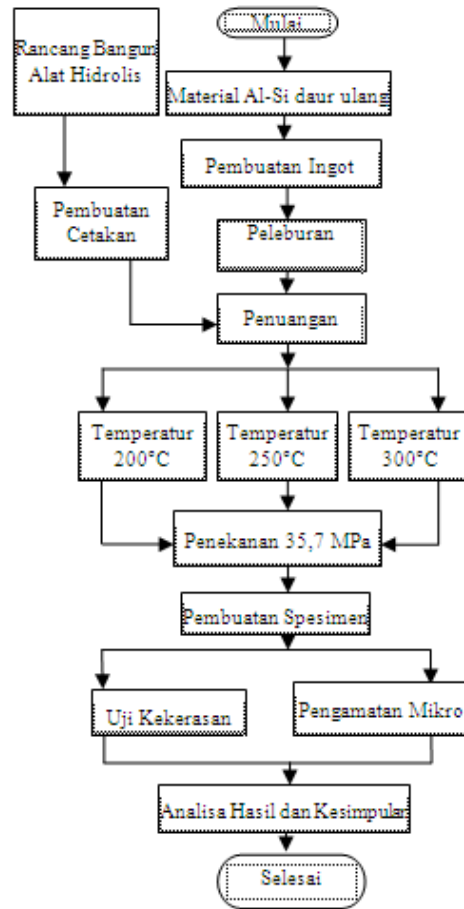 Mulai
Rancang Bangun
Alat Hidrolis
Material Al-Si daur ulang
Pembuatan Ingot
Pembuatan
Cetakan
Peleburan
Penuangan
Temperatur
200°C
Temperatur
250°C
Temperatur
300°C
Penekanan 35,7 MPa
Pembuatan Spesimen
Uji Kekerasan
Pengamatan Mikro
Analisa Hasil dan Kesimpulan
Selesai